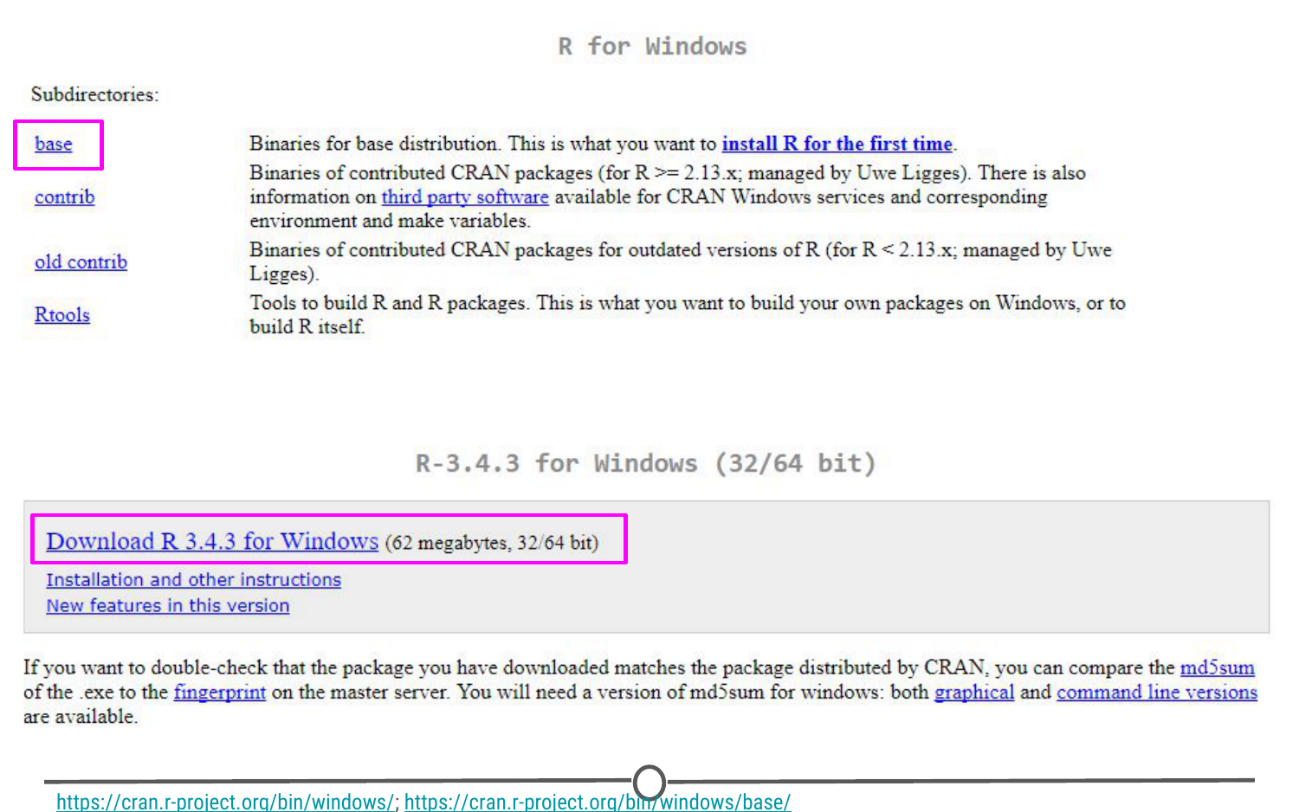 R for Windows
Subdirectories:
base
Binaries for base distribution. This is what you want to install R for the first time.
contrib
Binaries of contributed CRAN packages (for R >= 2.13.x; managed by Uwe Ligges). There is also
information on third party software available for CRAN Windows services and corresponding
environment and make variables.
old contrib
Binaries of contributed CRAN packages for outdated versions of R (for R < 2.13.x; managed by Uwe
Ligges).
Rtools
Tools to build R and R packages. This is what you want to build your own packages on Windows, or to
build R itself.
R-3.4.3 for Windows (32/64 bit)
Download R 3.4.3 for Windows (62 megabytes, 32/64 bit)
Installation and other instructions
New features in this version
If you want to double-check that the package you have downloaded matches the package distributed by CRAN, you can compare the md5sum
of the .exe to the fingerprint on the master server. You will need a version of md5sum for windows: both graphical and command line versions
are available.
https://cran.r-project.org/bin/windows/; https://cran.r-project.org/bin/windows/base/